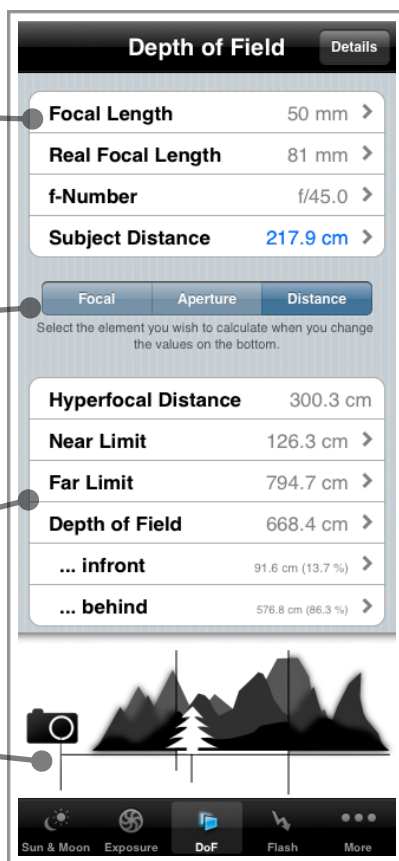 Depth of Field
Details
Focal Length 50 mm
Real Focal Length 81 mm
f-Number f/45.0
Subject Distance 217.9 cm
Focal Aperture Distance
Select the element you wish to calculate when you change
the values on the bottom.
Hyperfocal Distance 300.3 cm
Near Limit 126.3 cm
Far Limit 794.7 cm
Depth of Field 668.4 cm
... infront 91.6 cm (13.7 %)
... behind 576.8 cm (86.3 %)
Sun & Moon Exposure DoF Flash More